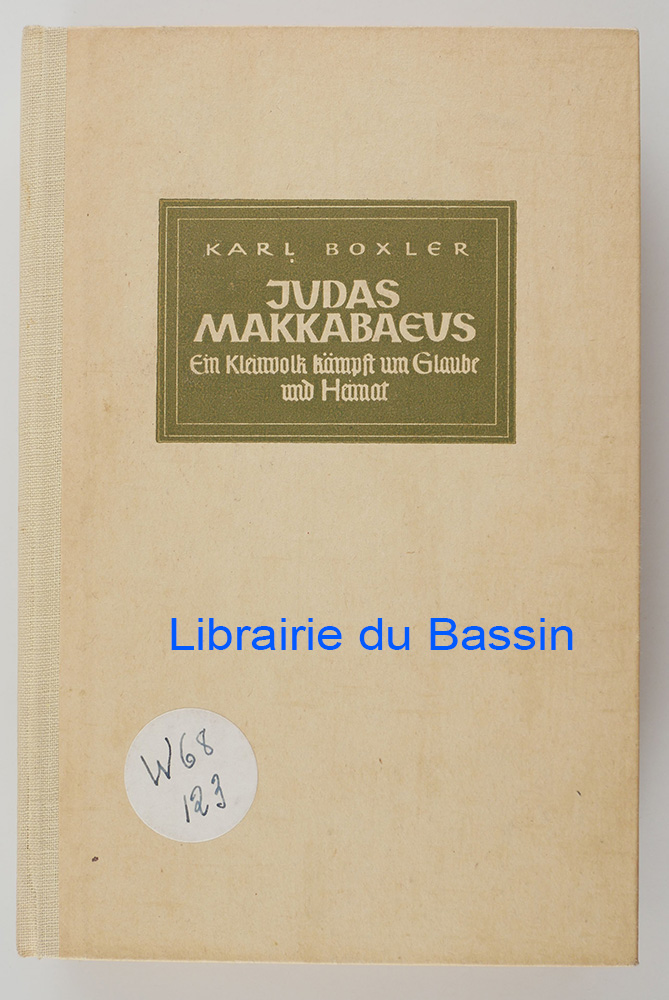 KARL BOXLER
JUDAS
MAKKABAEUS
Ein Kleinvolk kämpft um Glaube
und Heimat
Librairie du Bassin
W68
123